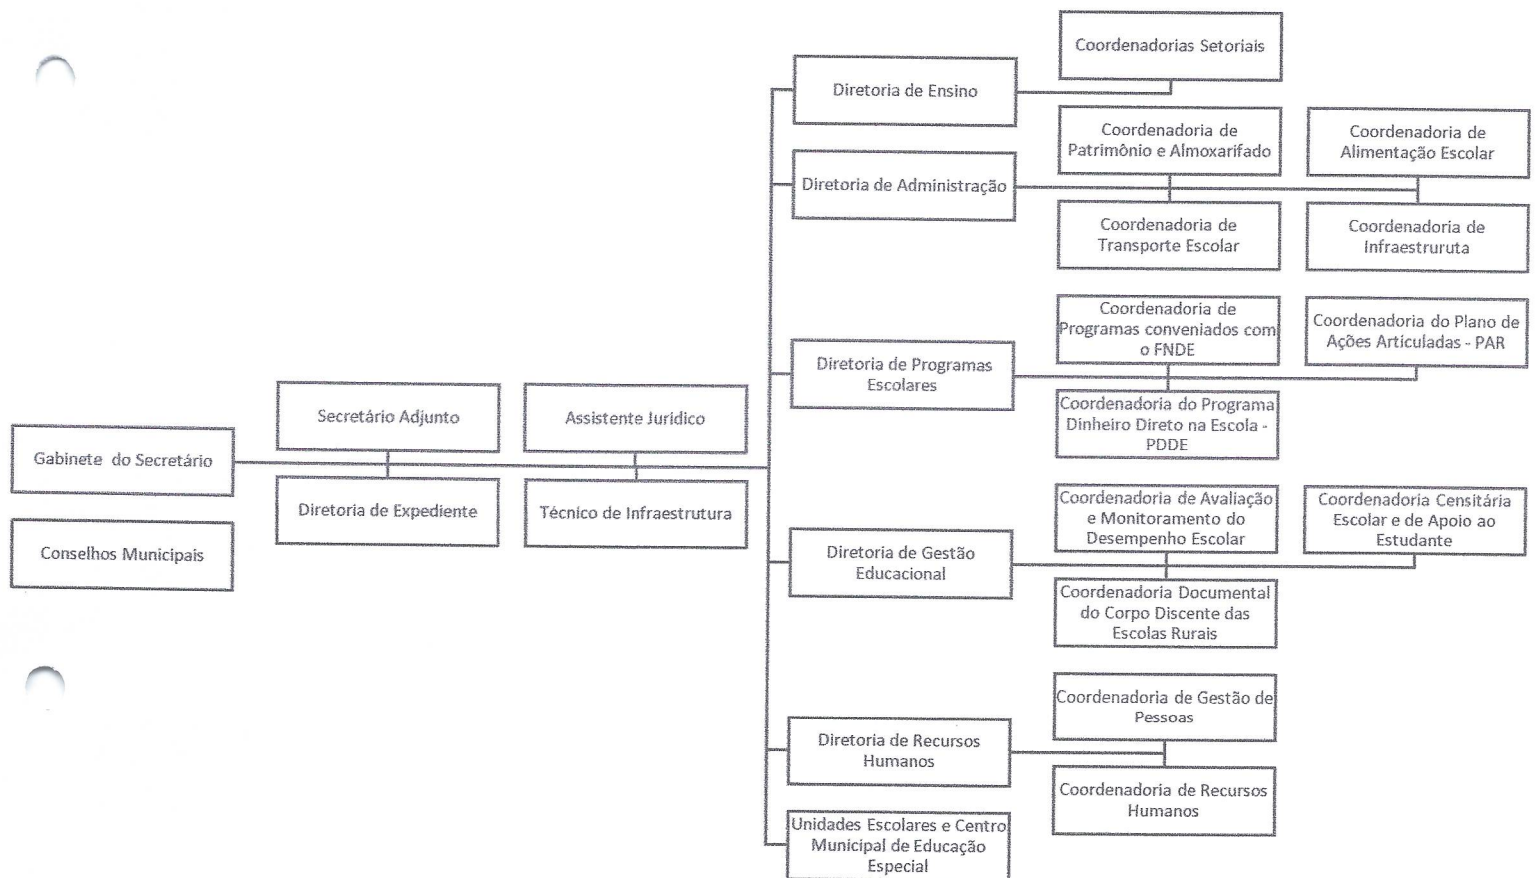 Gabinete do Secretário
Conselhos Municipais
Secretário Adjunto
Diretoria de Expediente
Assistente Jurídico
Técnico de Infraestrutura
Diretoria de Ensino
Coordenadorias Setoriais
Diretoria de Administração
Coordenadoria de
Patrimônio e Almoxarifado
Coordenadoria de
Alimentação Escolar
Coordenadoria de
Transporte Escolar
Coordenadoria de
Infraestruruta
Diretoria de Programas
Escolares
Coordenadoria de
Programas conveniados com
o FNDE
Coordenadoria do Plano de
Ações Articuladas - PAR
Coordenadoria do Programa
Dinheiro Direto na Escola -
PDDE
Diretoria de Gestão
Educacional
Coordenadoria de Avaliação
e Monitoramento do
Desempenho Escolar
Coordenadoria Censitária
Escolar e de Apoio ao
Estudante
Coordenadoria Documental
do Corpo Discente das
Escolas Rurais
Diretoria de Recursos
Humanos
Coordenadoria de Gestão de
Pessoas
Coordenadoria de Recursos
Humanos
Unidades Escolares e Centro
Municipal de Educação
Especial